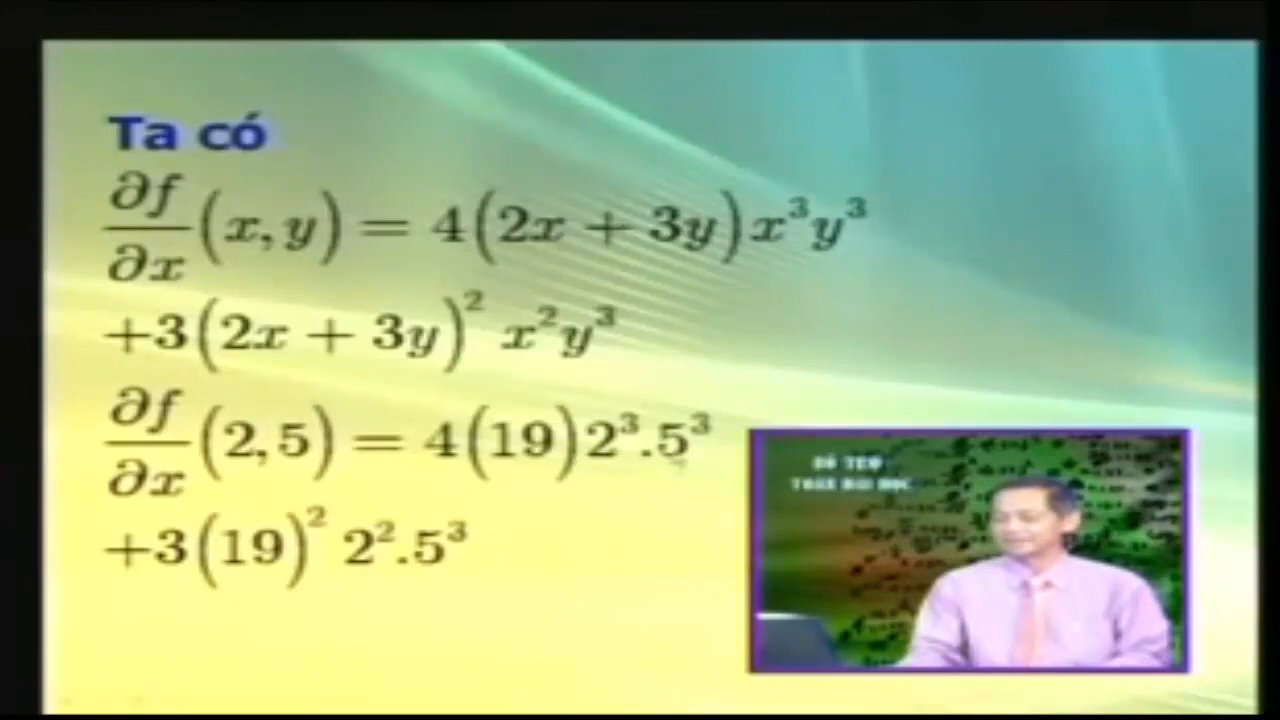 Ta có
∂f/∂x (x, y) = 4(2x + 3y)x³y³
+3(2x + 3y)² x²y³
∂f/∂x (2, 5) = 4(19)2³.5³
+3(19)² 2².5³